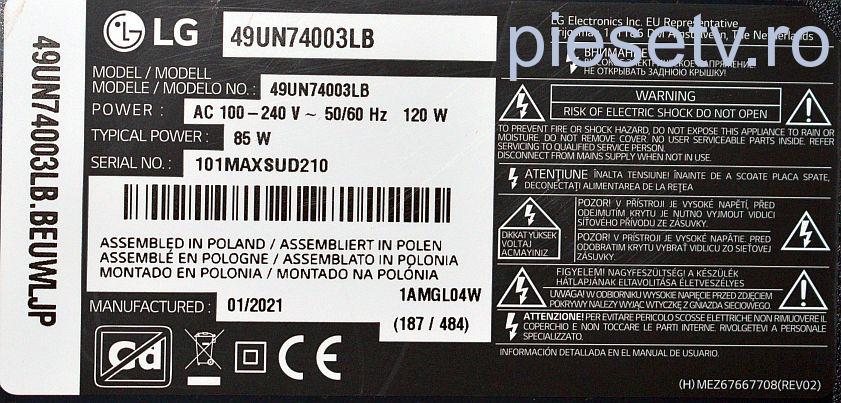 49UN74003LB.BEUWLJP
LG
49UN74003LB
MODEL / MODELL
MODELE / MODELO NO.: 49UN74003LB
POWER : AC 100-240 V ~ 50/60 Hz 120 W
TYPICAL POWER : 85 W
SERIAL NO. : 101MAXSUD210
ASSEMBLED IN POLAND / ASSEMBLIERT IN POLEN
ASSEMBLÉ EN POLOGNE / ASSEMBLATO IN POLONIA
MONTADO EN POLONIA / MONTADO NA POLÓNIA
MANUFACTURED : 01/2021
1AMGL04W
(187 / 484)
Cd
CE
LG Electronics Inc. EU Representative
The Netherlands
piesetv.ro
ВНИМАНИЕ
НЕ ОТКРЫВАТЬ ЗАДНЮЮ КРЫШКУ!
WARNING
RISK OF ELECTRIC SHOCK DO NOT OPEN
TO PREVENT FIRE OR SHOCK HAZARD, DO NOT EXPOSE THIS APPLIANCE TO RAIN OR
MOISTURE. DO NOT REMOVE COVER. NO USER SERVICEABLE PARTS INSIDE. REFER
SERVICING TO QUALIFIED SERVICE PERSON.
DISCONNECT FROM MAINS SUPPLY WHEN NOT IN USE.
ATENȚIUNE ÎNALTA TENSIUNE! ÎNAINTE DE A SCOATE PLACA SPATE,
DECONECTAȚI ALIMENTAREA DE LA REȚEA
DIKKAT YUKSEK
VOLTAJ
ACMAYINIZ
POZOR! V PŘÍSTROJI JE VYSOKÉ NAPĚTÍ, PŘED
ODEJMUTÍM KRYTU JE NUTNO VYJMOUT VIDLICI
SÍŤOVÉHO PŘÍVODU ZE ZÁSUVKY.
POZOR! V PRÍSTROJI JE VYSOKÉ NAPÄTIE. PRED
ODOBRATIM KRYTU VYBRAT VIDLICU ZO SIEŤOVEJ
ZÁSUVKY.
FIGYELEM! NAGYFESZÜLTSÉG! A KÉSZÜLÉK
HÁTLAPJÁNAK ELTÁVOLÍTÁSA ÉLETVESZÉLYES
UWAGA! W ODBIORNIKU WYSOKIE NAPIĘCIE PRZED ZDJĘCIEM
POKRYWY NALEŻY WYJĄĆ WTYCZKĘ Z GNIAZDA SIECIOWEGO
ATTENZIONE! PER EVITARE PERICOLO SCOSSE ELETTRICHE NON RIMUOVERE IL
COPERCHIO E NON TOCCARE LE PARTI INTERNE. RIVOLGETEVI A PERSONALE
SPECIALIZZATO.
INFORMACIÓN DETALLADA EN EL MANUAL DE USUARIO.
(H) MEZ67667708(REV02)